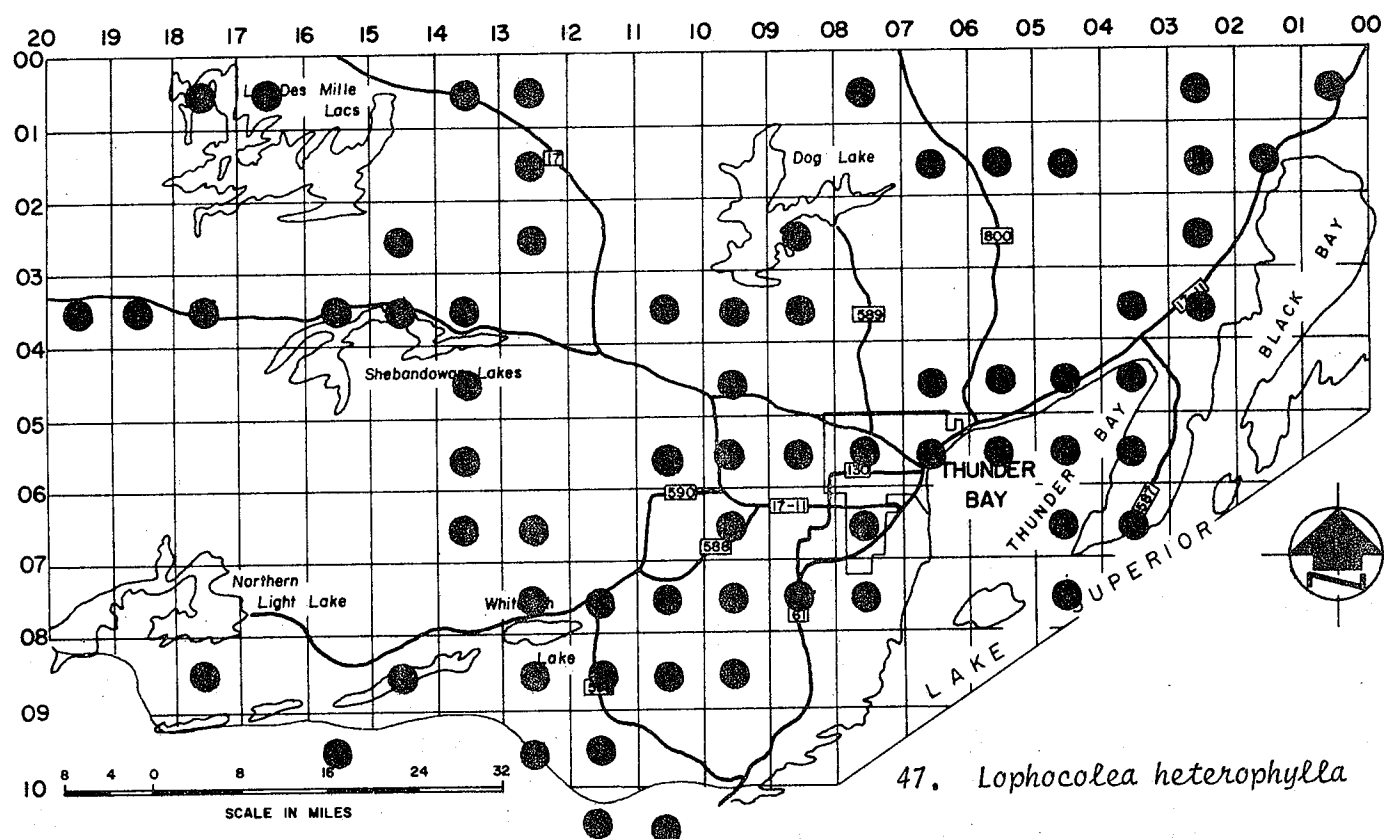 20 19 18 17 16 15 14 13 12 11 10 09 08 07 06 05 04 03 02 01 00
00
Des Mille
Lacs
01
17
Dog Lake
02
800
BLACK BAY
03
17-11
589
04
Shebandowan Lakes
05
THUNDER BAY
130
THUNDER
BAY
590
587
06
17-11
588
07
Northern
Light Lake
61
08
Lake
LAKE SUPERIOR
09
N
8 4 0 8 16 24 32
10
SCALE IN MILES
47. Lophocolea heterophylla